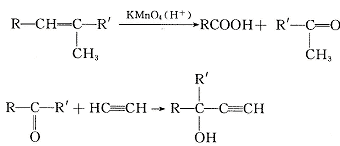 KMnO₄(H⁺)
R—CH=C—R′ ⟶ RCOOH + R′—C=O
CH₃ CH₃
R′
R—C—R′ + HC≡CH ⟶ R—C—C≡CH
O OH